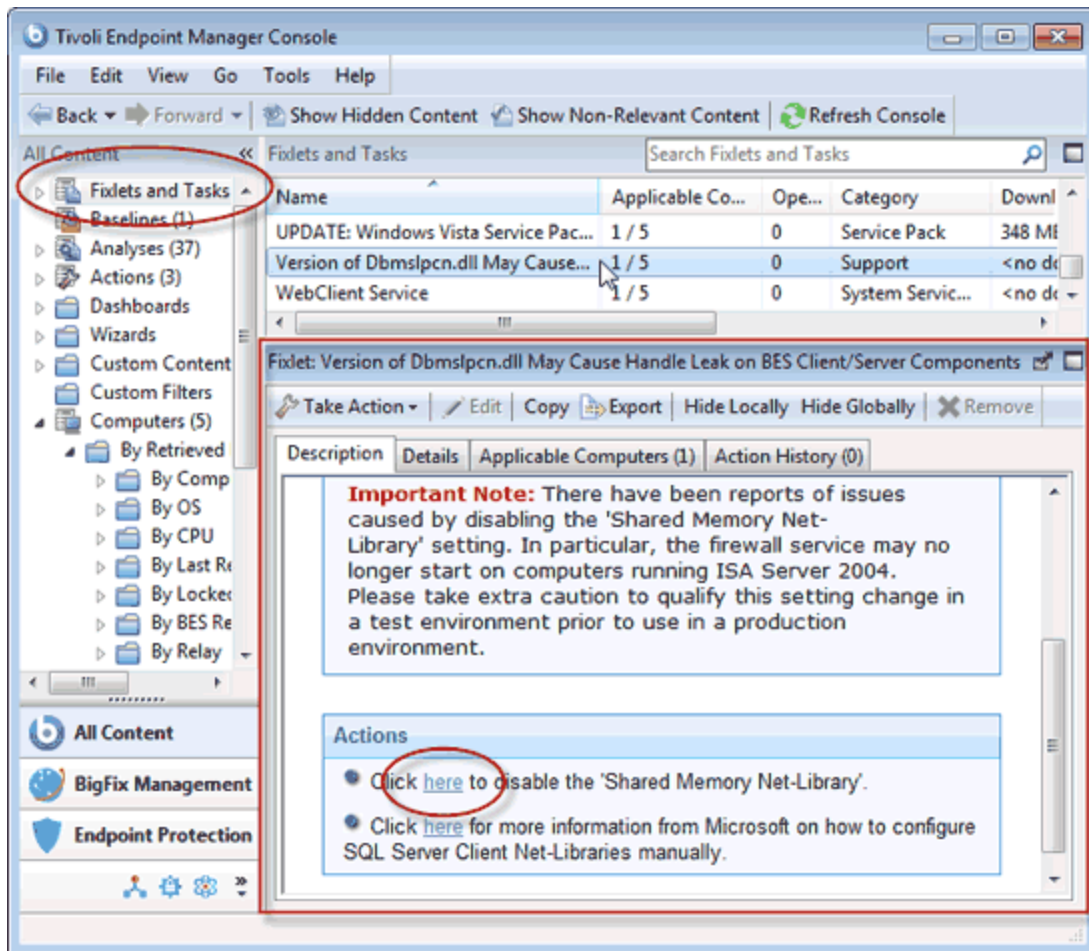 Tivoli Endpoint Manager Console
File Edit View Go Tools Help
Back Forward Show Hidden Content Show Non-Relevant Content Refresh Console
All Content « Fixlets and Tasks Search Fixlets and Tasks
Fixlets and Tasks
Baselines (1)
Analyses (37)
Actions (3)
Dashboards
Wizards
Custom Content
Custom Filters
Computers (5)
By Retrieved
By Comp
By OS
By CPU
By Last Re
By Locked
By BES Re
By Relay
All Content
BigFix Management
Endpoint Protection
»
Name Applicable Co... Ope... Category Downl
UPDATE: Windows Vista Service Pac... 1 / 5 0 Service Pack 348 ME
Version of Dbmslpcn.dll May Cause... 1 / 5 0 Support <no do
WebClient Service 1 / 5 0 System Servic... <no do
Fixlet: Version of Dbmslpcn.dll May Cause Handle Leak on BES Client/Server Components
Take Action Edit Copy Export Hide Locally Hide Globally Remove
Description Details Applicable Computers (1) Action History (0)
Important Note: There have been reports of issues
caused by disabling the 'Shared Memory Net-
Library' setting. In particular, the firewall service may no
longer start on computers running ISA Server 2004.
Please take extra caution to qualify this setting change in
a test environment prior to use in a production
environment.
Actions
Click here to disable the 'Shared Memory Net-Library'.
Click here for more information from Microsoft on how to configure
SQL Server Client Net-Libraries manually.